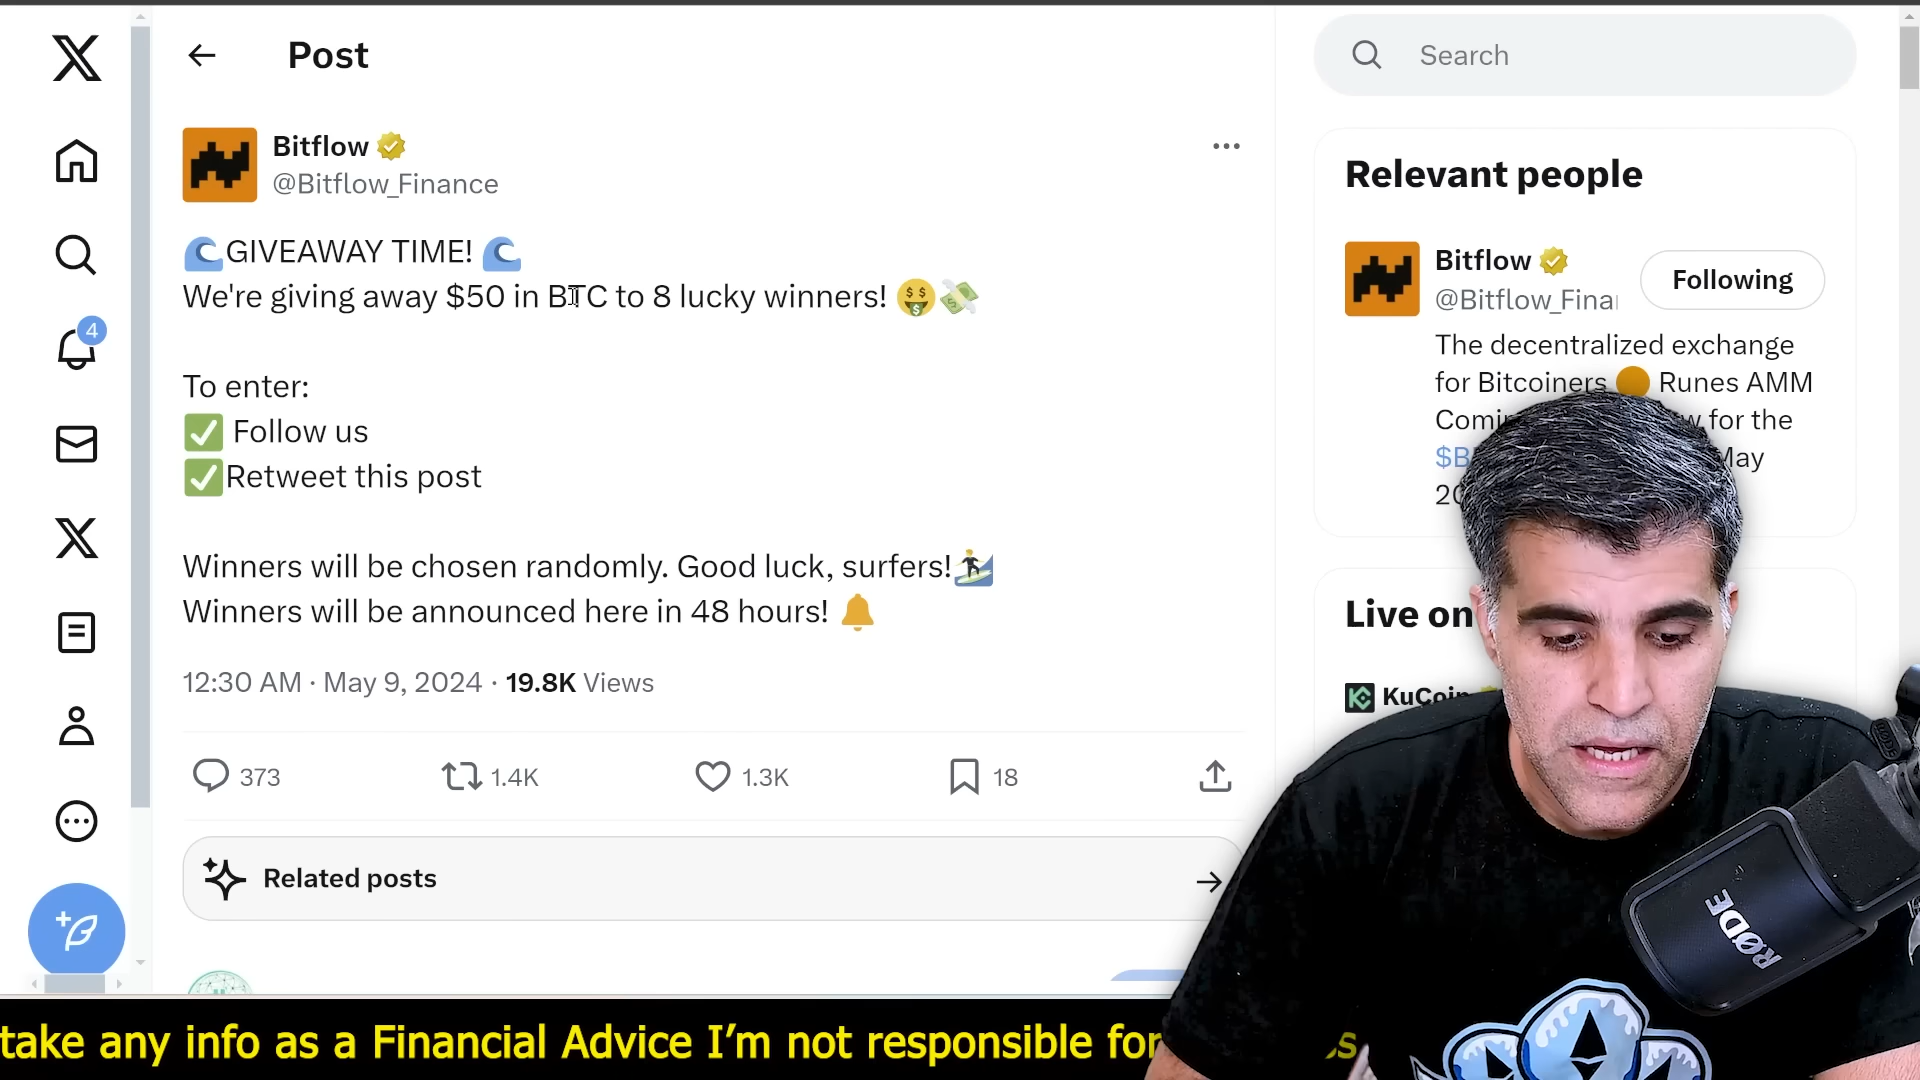 Post
Search
Bitflow
@Bitflow_Finance
GIVEAWAY TIME!
We're giving away $50 in BTC to 8 lucky winners!
To enter:
Follow us
Retweet this post
Winners will be chosen randomly. Good luck, surfers!
Winners will be announced here in 48 hours!
12:30 AM · May 9, 2024 · 19.8K Views
373
1.4K
1.3K
18
Related posts
4
Relevant people
Bitflow
@Bitflow_Fina
Following
The decentralized exchange
for Bitcoiners Runes AMM
for the
$B
May
Live on
KuCoin
RØDE
take any info as a Financial Advice I'm not responsible for